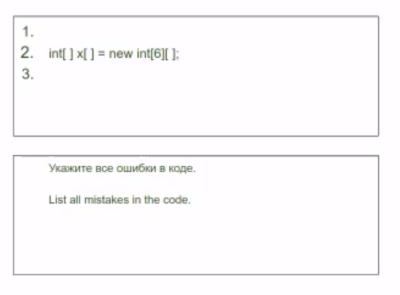 1.
2. int[ ] x[ ] = new int[6][ ];
3.
Укажите все ошибки в коде.
List all mistakes in the code.